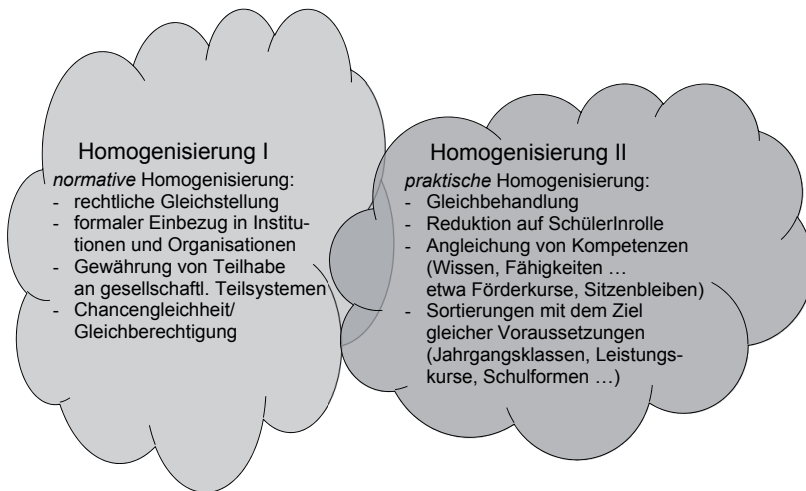 Homogenisierung I
normative Homogenisierung:
- rechtliche Gleichstellung
- formaler Einbezug in Institu-
tionen und Organisationen
- Gewährung von Teilhabe
an gesellschaftl. Teilsystemen
- Chancengleichheit/
Gleichberechtigung
Homogenisierung II
praktische Homogenisierung:
- Gleichbehandlung
- Reduktion auf SchülerInrolle
- Angleichung von Kompetenzen
(Wissen, Fähigkeiten ...
etwa Förderkurse, Sitzenbleiben)
- Sortierungen mit dem Ziel
gleicher Voraussetzungen
(Jahrgangsklassen, Leistungs-
kurse, Schulformen ...)